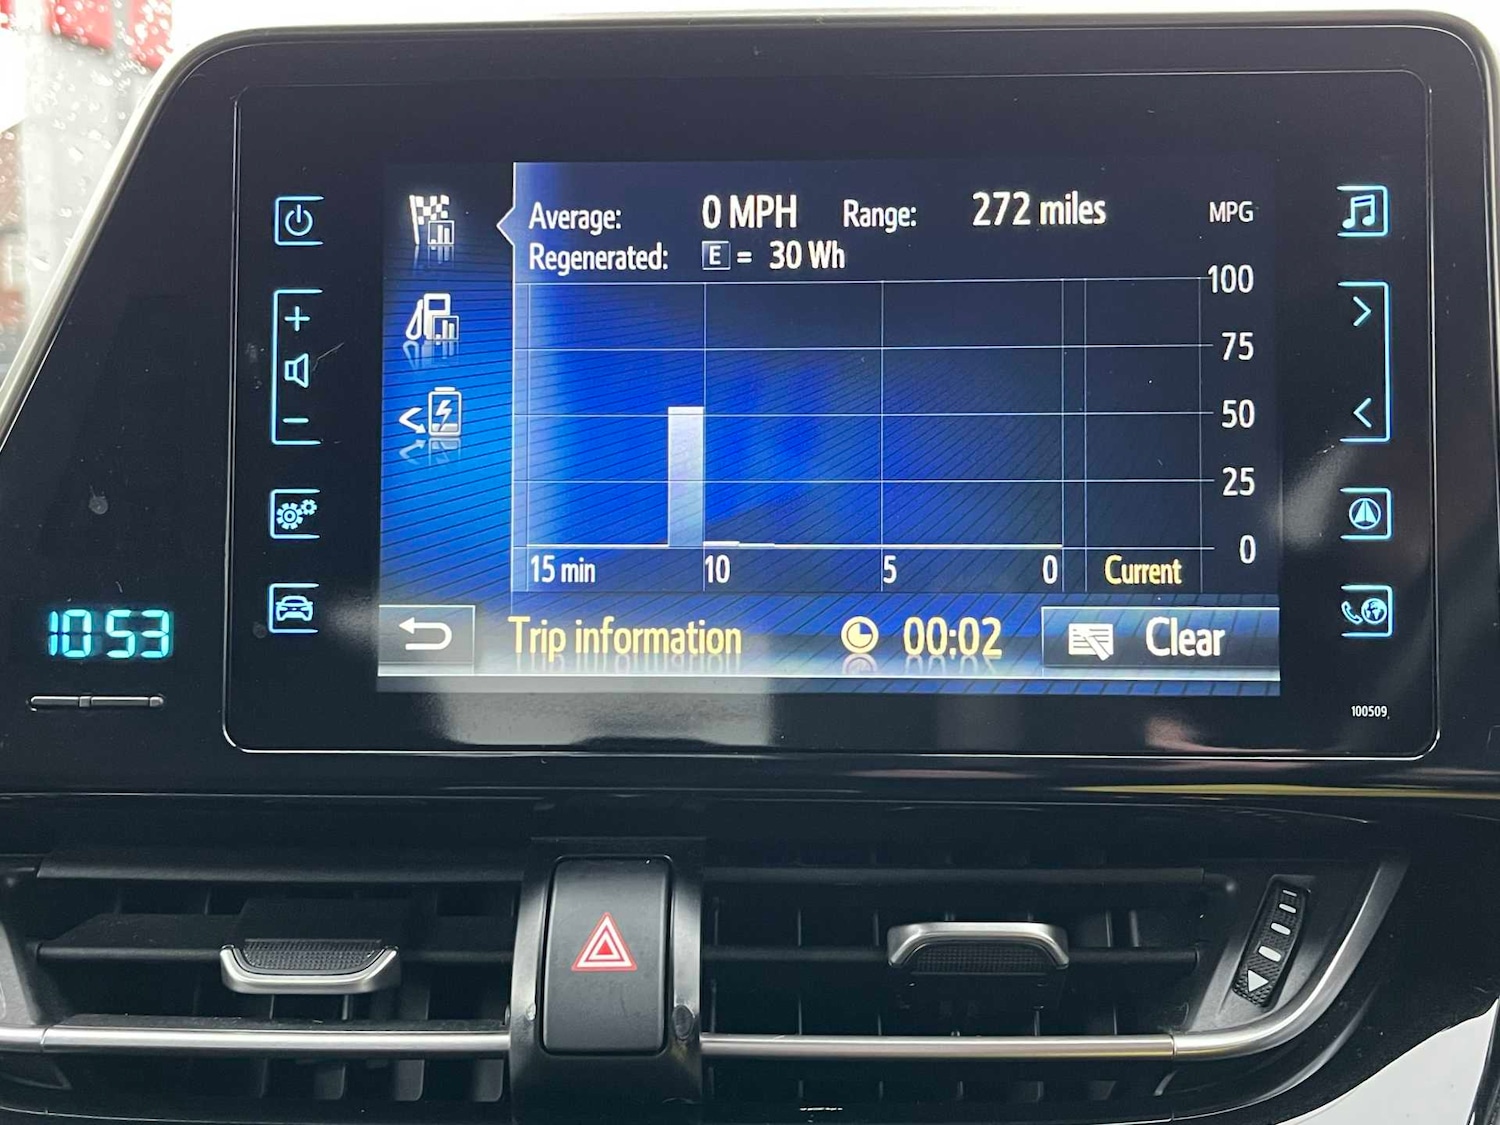 Average: 0 MPH Range: 272 miles MPG
Regenerated: E = 30 Wh
100
75
50
25
0
15 min 10 5 0 Current
Trip information 00:02 Clear
10:53
100509